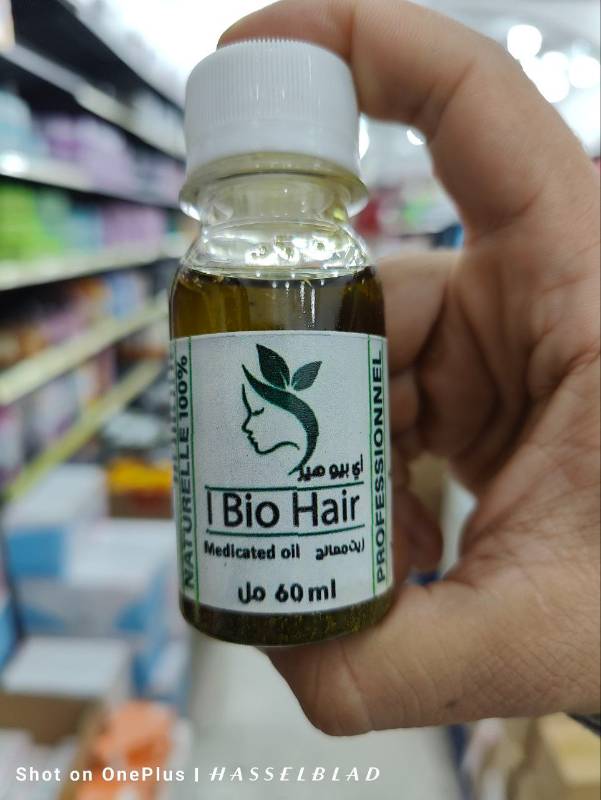 اي بيو هير
I Bio Hair
Medicated oil زيت معالج
60 ml مل
NATURELLE 100%
PROFESSIONNEL
Shot on OnePlus | HASSELBLAD